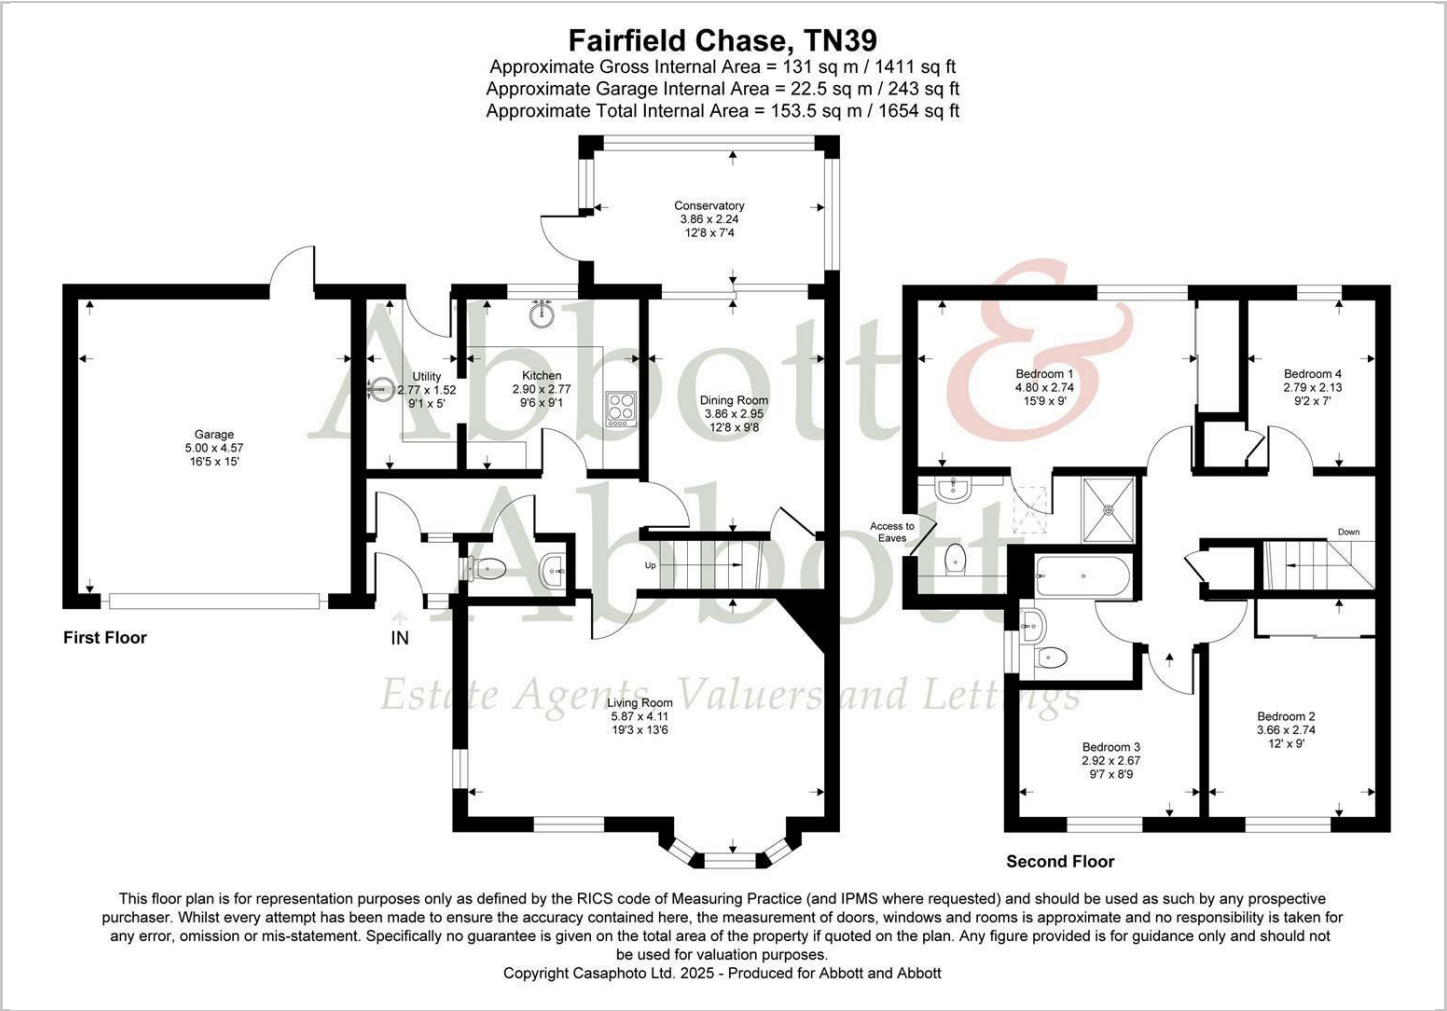 Fairfield Chase, TN39
Approximate Gross Internal Area = 131 sq m / 1411 sq ft
Approximate Garage Internal Area = 22.5 sq m / 243 sq ft
Approximate Total Internal Area = 153.5 sq m / 1654 sq ft
Conservatory
3.86 x 2.24
12'8 x 7'4
Abbott &
Abbott
Estate Agents, Valuers and Lettings
Utility
2.77 x 1.52
9'1 x 5'
Kitchen
2.90 x 2.77
9'6 x 9'1
Dining Room
3.86 x 2.95
12'8 x 9'8
Garage
5.00 x 4.57
16'5 x 15'
Up
First Floor
IN
Living Room
5.87 x 4.11
19'3 x 13'6
Bedroom 1
4.80 x 2.74
15'9 x 9'
Bedroom 4
2.79 x 2.13
9'2 x 7'
Access to
Eaves
Down
Bedroom 2
3.66 x 2.74
12' x 9'
Bedroom 3
2.92 x 2.67
9'7 x 8'9
Second Floor
This floor plan is for representation purposes only as defined by the RICS code of Measuring Practice (and IPMS where requested) and should be used as such by any prospective
purchaser. Whilst every attempt has been made to ensure the accuracy contained here, the measurement of doors, windows and rooms is approximate and no responsibility is taken for
any error, omission or mis-statement. Specifically no guarantee is given on the total area of the property if quoted on the plan. Any figure provided is for guidance only and should not
be used for valuation purposes.
Copyright Casaphoto Ltd. 2025 - Produced for Abbott and Abbott